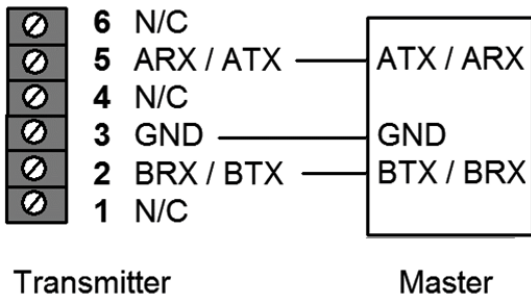 6 N/C
5 ARX / ATX ATX / ARX
4 N/C
3 GND GND
2 BRX / BTX BTX / BRX
1 N/C
Transmitter Master